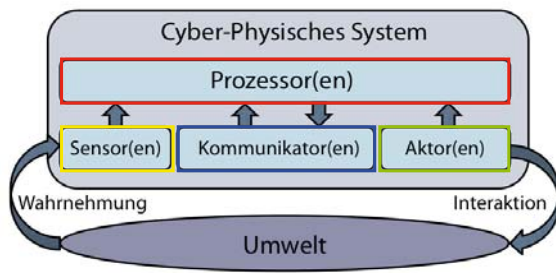 Cyber-Physisches System
Prozessor(en)
Sensor(en) Kommunikator(en) Aktor(en)
Wahrnehmung Interaktion
Umwelt